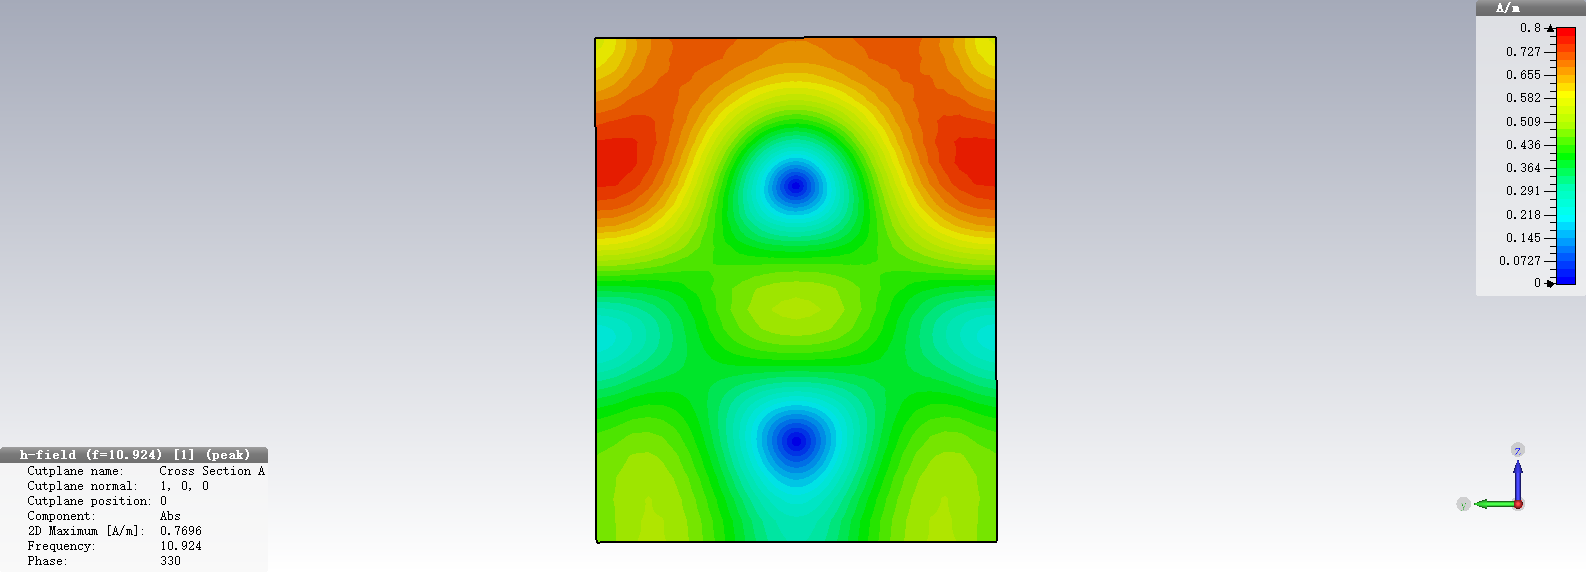 A/m
0.8
0.727
0.655
0.582
0.509
0.436
0.364
0.291
0.218
0.145
0.0727
0
h-field (f=10.924) [1] (peak)
Cutplane name: Cross Section A
Cutplane normal: 1, 0, 0
Cutplane position: 0
Component: Abs
2D Maximum [A/m]: 0.7696
Frequency: 10.924
Phase: 330
z
y